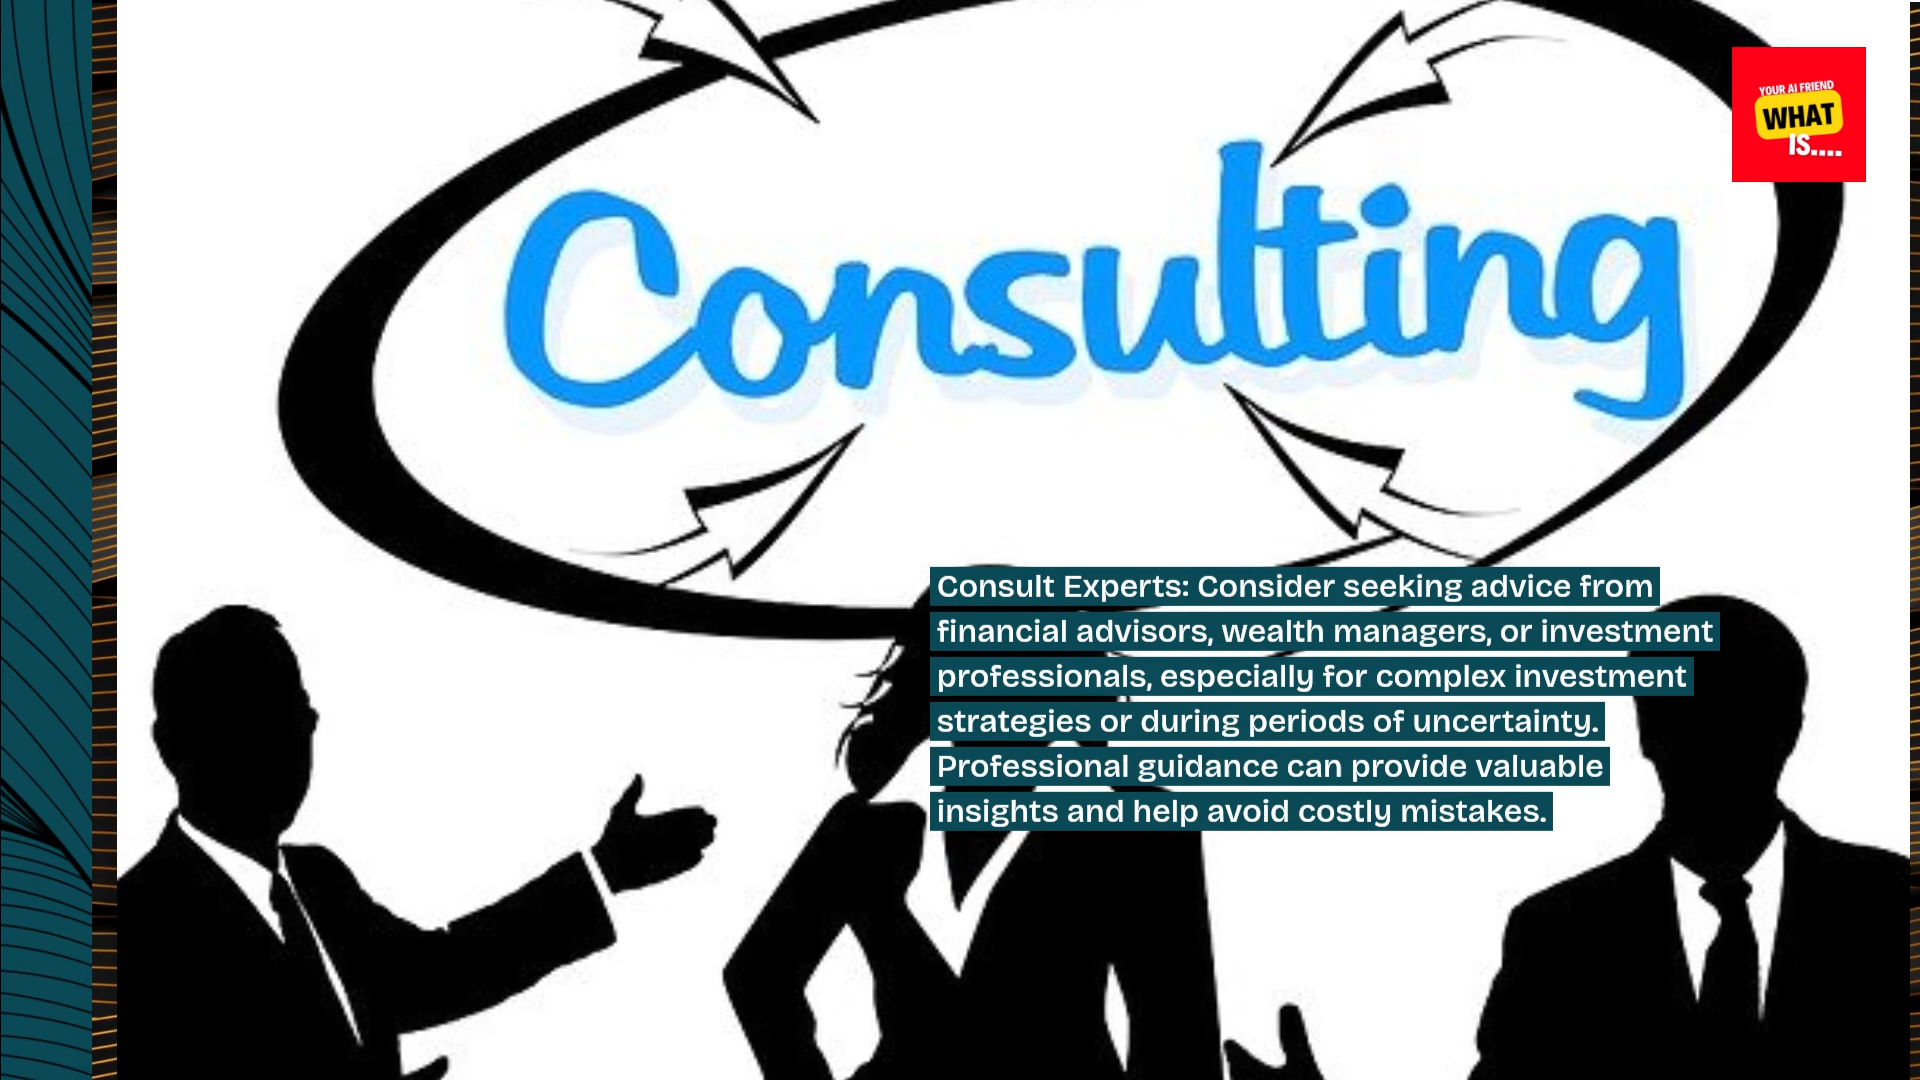 YOUR AI FRIEND
WHAT
IS....
Consulting
Consult Experts: Consider seeking advice from
financial advisors, wealth managers, or investment
professionals, especially for complex investment
strategies or during periods of uncertainty.
Professional guidance can provide valuable
insights and help avoid costly mistakes.